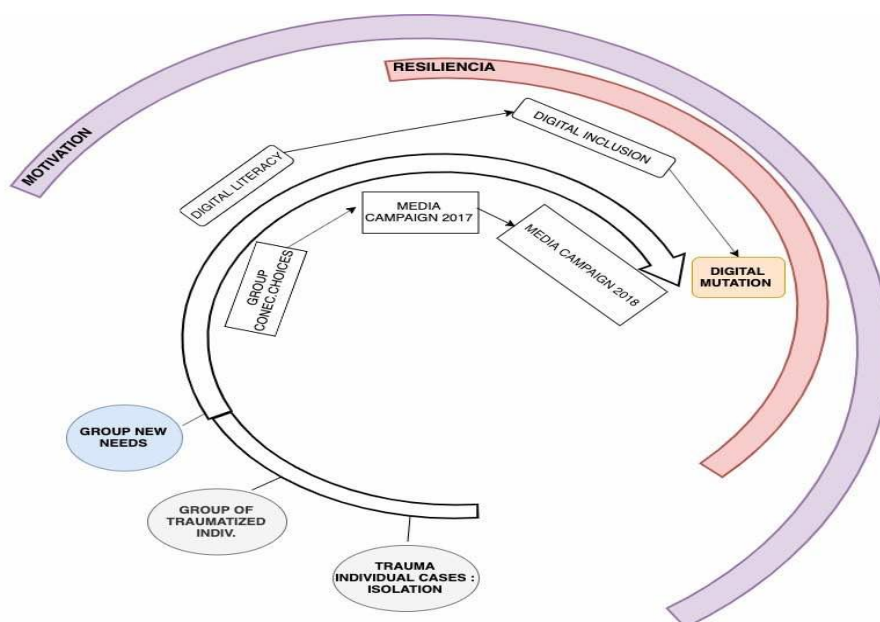 RESILIENCIA
MOTIVATION
DIGITAL LITERACY
DIGITAL INCLUSION
MEDIA
CAMPAIGN 2017
MEDIA CAMPAIGN 2018
GROUP
CONEC.CHOICES
DIGITAL
MUTATION
GROUP NEW
NEEDS
GROUP OF
TRAUMATIZED
INDIV.
TRAUMA
INDIVIDUAL CASES :
ISOLATION